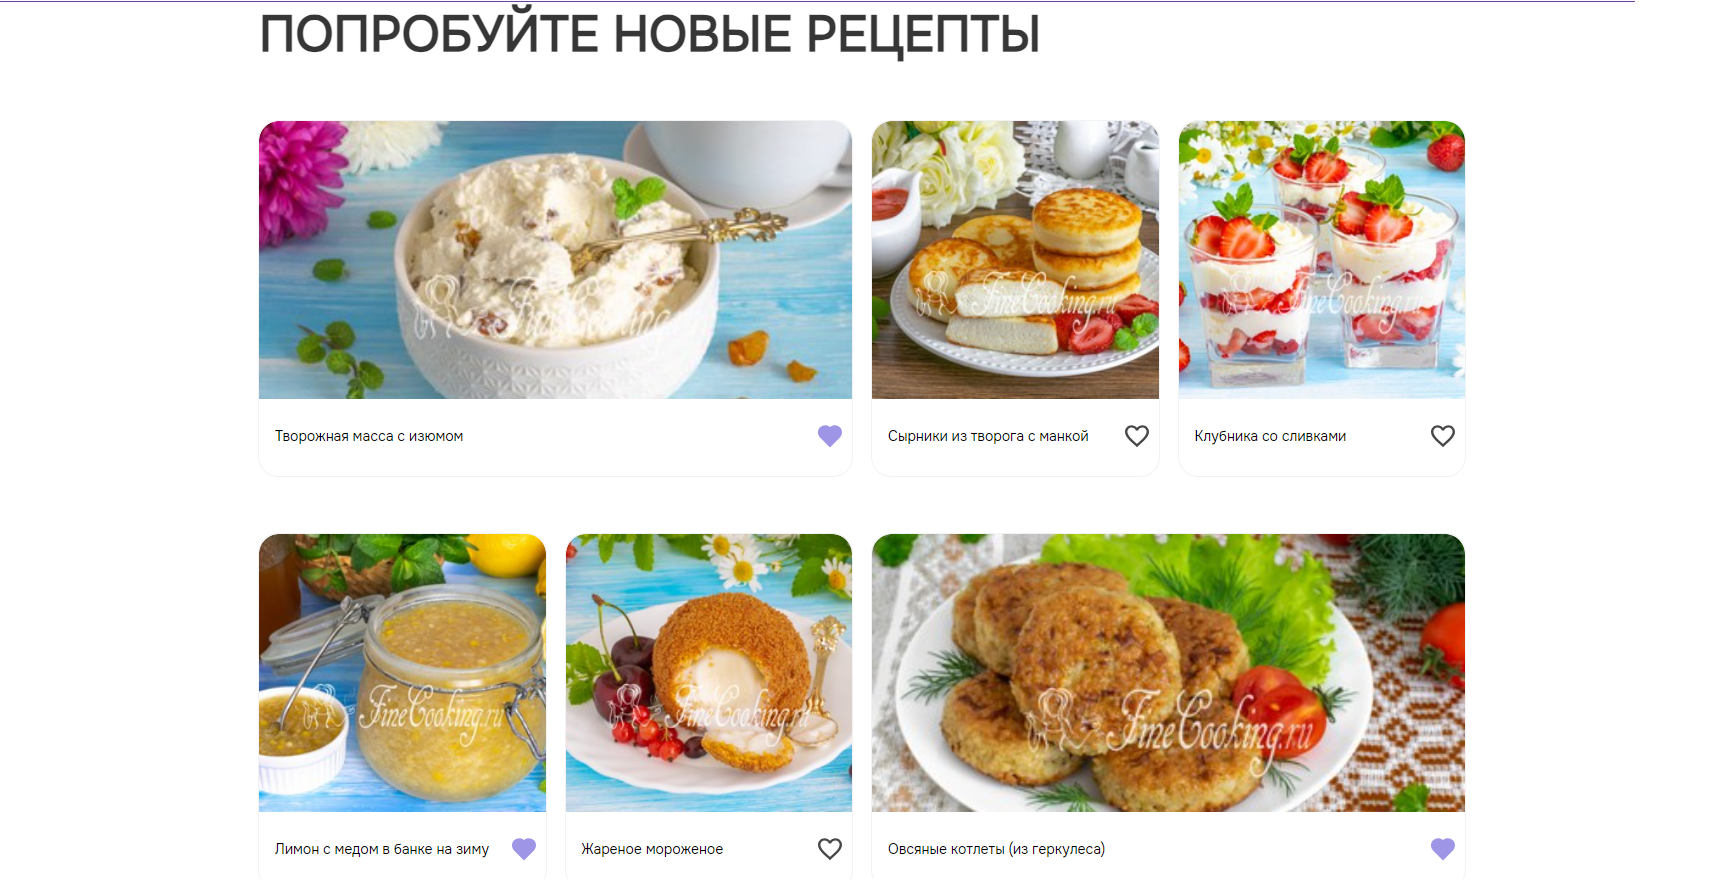 ПОПРОБУЙТЕ НОВЫЕ РЕЦЕПТЫ
FineCooking.ru
FineCooking.ru
FineCooking.ru
Творожная масса с изюмом
Сырники из творога с манкой
Клубника со сливками
FineCooking.ru
FineCooking.ru
FineCooking.ru
Лимон с медом в банке на зиму
Жареное мороженое
Овсяные котлеты (из геркулеса)